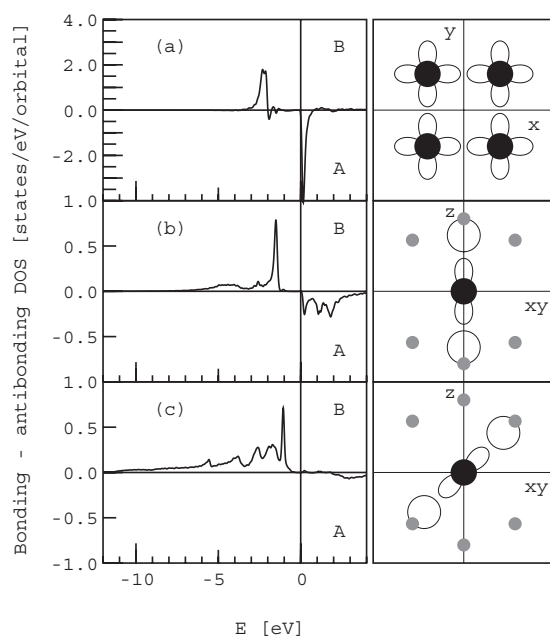 Bonding - antibonding DOS [states/eV/orbital]
4.0
2.0
0.0
-2.0
(a)
B
A
y
x
1.0
0.5
0.0
-0.5
(b)
B
A
z
xy
1.0
0.5
0.0
-0.5
-1.0
(c)
B
A
z
xy
-10
-5
0
E [eV]